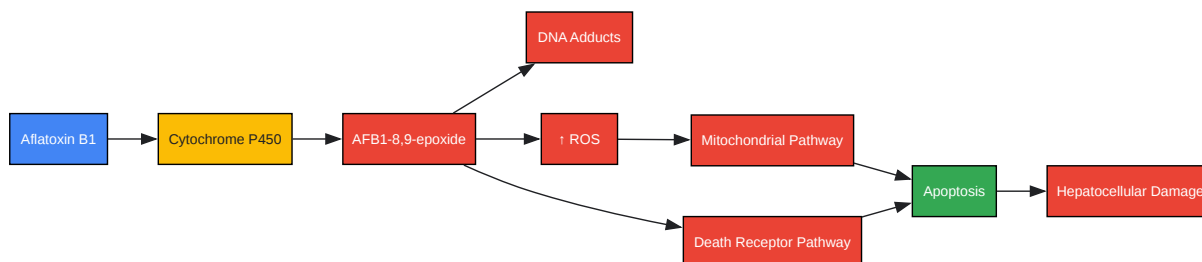 DNA Adducts
Aflatoxin B1
Cytochrome P450
AFB1-8,9-epoxide
↑ ROS
Mitochondrial Pathway
Apoptosis
Hepatocellular Damage
Death Receptor Pathway